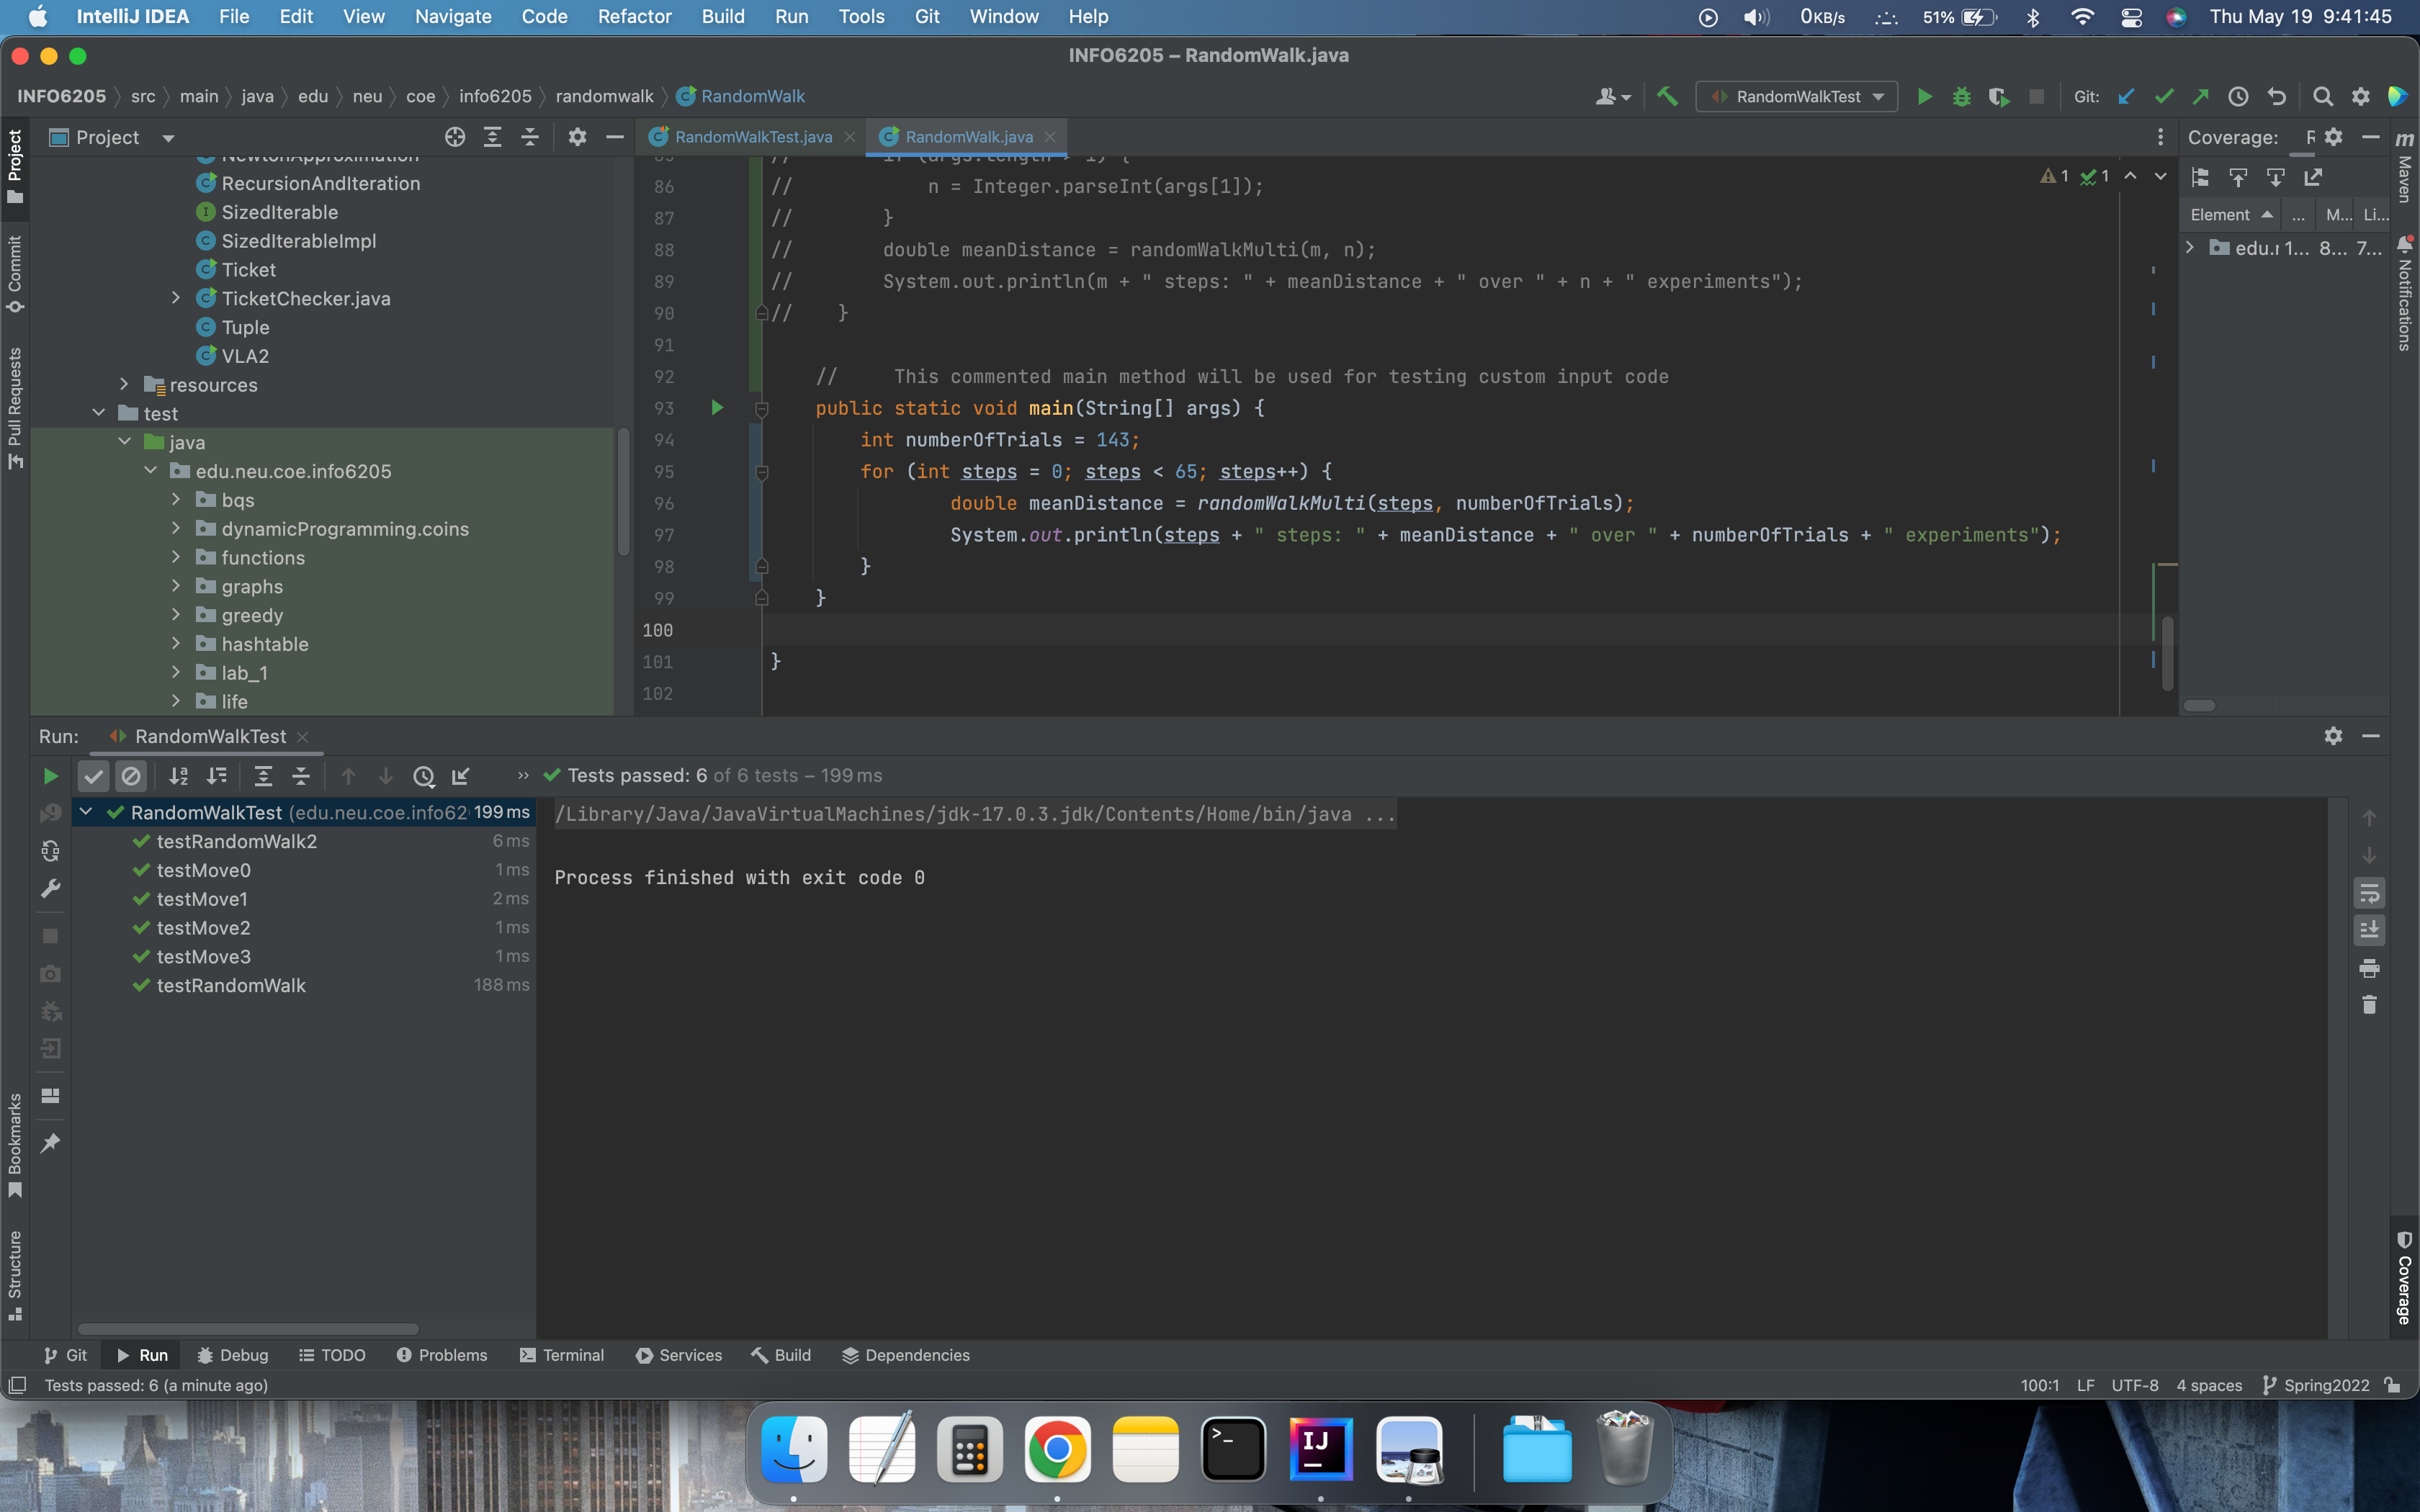 IntelliJ IDEA File Edit View Navigate Code Refactor Build Run Tools Git Window Help 0KB/s 51% Thu May 19 9:41:45
INFO6205 – RandomWalk.java
INFO6205 src main java edu neu coe info6205 randomwalk RandomWalk RandomWalkTest Git:
Project RandomWalkTest.java RandomWalk.java Coverage:
NewtonApproximation
RecursionAndIteration
SizedIterable
SizedIterableImpl
Ticket
TicketChecker.java
Tuple
VLA2
resources
test
java
edu.neu.coe.info6205
bqs
dynamicProgramming.coins
functions
graphs
greedy
hashtable
lab_1
life
86 // n = Integer.parseInt(args[1]);
87 // }
88 // double meanDistance = randomWalkMulti(m, n);
89 // System.out.println(m + " steps: " + meanDistance + " over " + n + " experiments");
90 // }
91
92 // This commented main method will be used for testing custom input code
93 public static void main(String[] args) {
94 int numberOfTrials = 143;
95 for (int steps = 0; steps < 65; steps++) {
96 double meanDistance = randomWalkMulti(steps, numberOfTrials);
97 System.out.println(steps + " steps: " + meanDistance + " over " + numberOfTrials + " experiments");
98 }
99 }
100
101 }
102
1 1
Element ... M... Li...
edu.r 1... 8... 7...
Project
Commit
Pull Requests
Bookmarks
Structure
m
Maven
Notifications
Coverage
Run: RandomWalkTest
Tests passed: 6 of 6 tests – 199 ms
RandomWalkTest (edu.neu.coe.info62 199 ms
testRandomWalk2 6 ms
testMove0 1 ms
testMove1 2 ms
testMove2 1 ms
testMove3 1 ms
testRandomWalk 188 ms
/Library/Java/JavaVirtualMachines/jdk-17.0.3.jdk/Contents/Home/bin/java ...
Process finished with exit code 0
Git Run Debug TODO Problems Terminal Services Build Dependencies
Tests passed: 6 (a minute ago) 100:1 LF UTF-8 4 spaces Spring2022
IJ